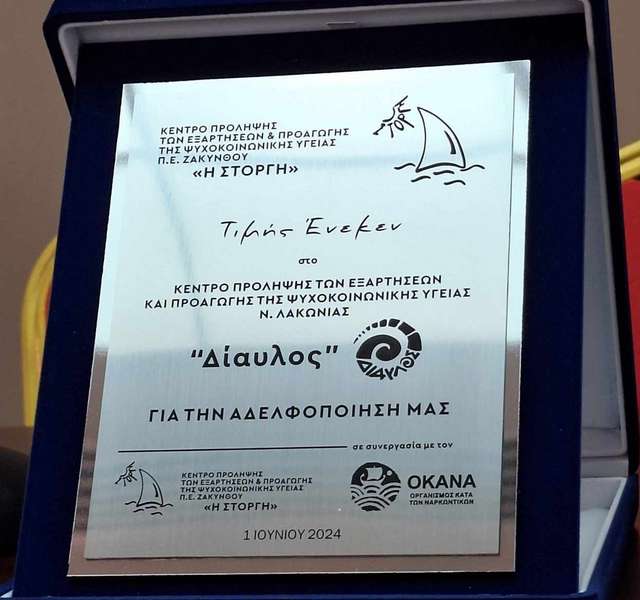 ΚΕΝΤΡΟ ΠΡΟΛΗΨΗΣ
ΤΩΝ ΕΞΑΡΤΗΣΕΩΝ & ΠΡΟΑΓΩΓΗΣ
ΤΗΣ ΨΥΧΟΚΟΙΝΩΝΙΚΗΣ ΥΓΕΙΑΣ
Π.Ε. ΖΑΚΥΝΘΟΥ
«Η ΣΤΟΡΓΗ»
Τιμής Ένεκεν
στο
ΚΕΝΤΡΟ ΠΡΟΛΗΨΗΣ ΤΩΝ ΕΞΑΡΤΗΣΕΩΝ
ΚΑΙ ΠΡΟΑΓΩΓΗΣ ΤΗΣ ΨΥΧΟΚΟΙΝΩΝΙΚΗΣ ΥΓΕΙΑΣ
Ν. ΛΑΚΩΝΙΑΣ
"Δίαυλος"
ΔΙΑΥΛΟΣ
ΓΙΑ ΤΗΝ ΑΔΕΛΦΟΠΟΙΗΣΗ ΜΑΣ
σε συνεργασία με τον
ΚΕΝΤΡΟ ΠΡΟΛΗΨΗΣ
ΤΩΝ ΕΞΑΡΤΗΣΕΩΝ & ΠΡΟΑΓΩΓΗΣ
ΤΗΣ ΨΥΧΟΚΟΙΝΩΝΙΚΗΣ ΥΓΕΙΑΣ
Π.Ε. ΖΑΚΥΝΘΟΥ
«Η ΣΤΟΡΓΗ»
ΟΚΑΝΑ
ΟΡΓΑΝΙΣΜΟΣ ΚΑΤΑ
ΤΩΝ ΝΑΡΚΩΤΙΚΩΝ
1 ΙΟΥΝΙΟΥ 2024